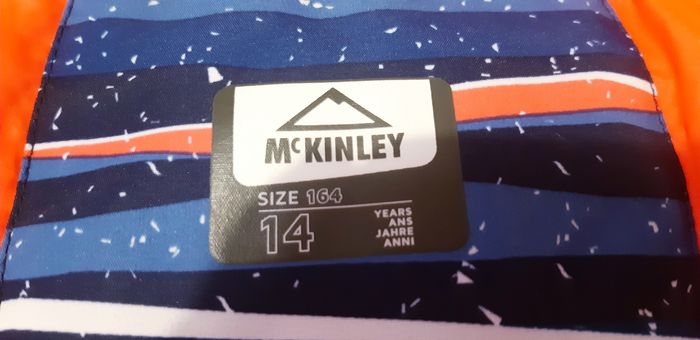 McKINLEY
SIZE 164
14
YEARS
ANS
JAHRE
ANNI